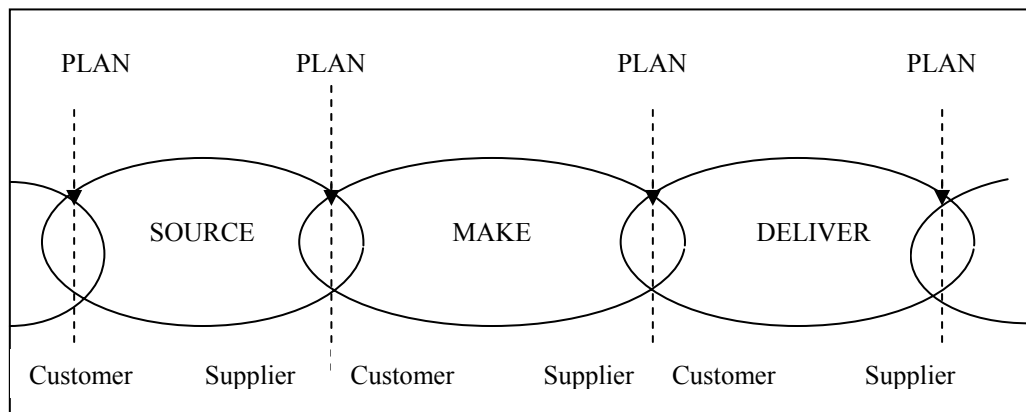 PLAN PLAN PLAN PLAN
SOURCE MAKE DELIVER
Customer Supplier Customer Supplier Customer Supplier